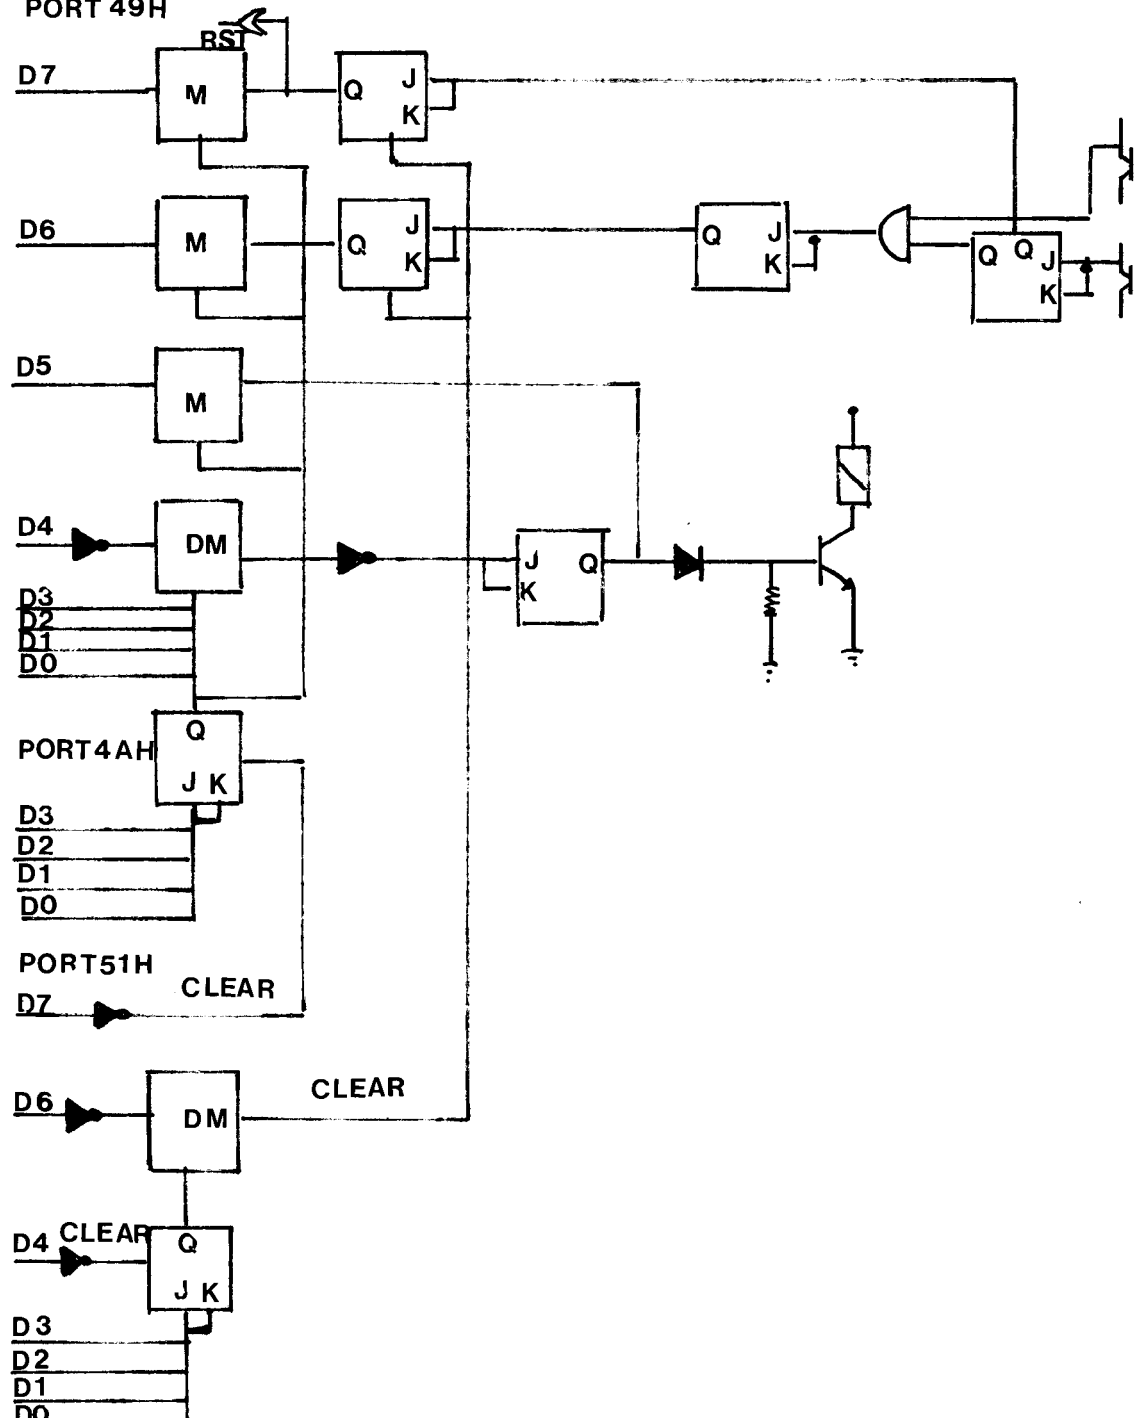 PORT 49H
RST
D7
M
Q
J
K
D6
M
Q
J
K
Q
J
K
Q
Q
J
K
D5
M
D4
DM
J
Q
K
D3
D2
D1
D0
Q
PORT4AH
J K
D3
D2
D1
D0
PORT51H
CLEAR
D7
CLEAR
D6
DM
CLEAR
D4
Q
J K
D3
D2
D1
D0